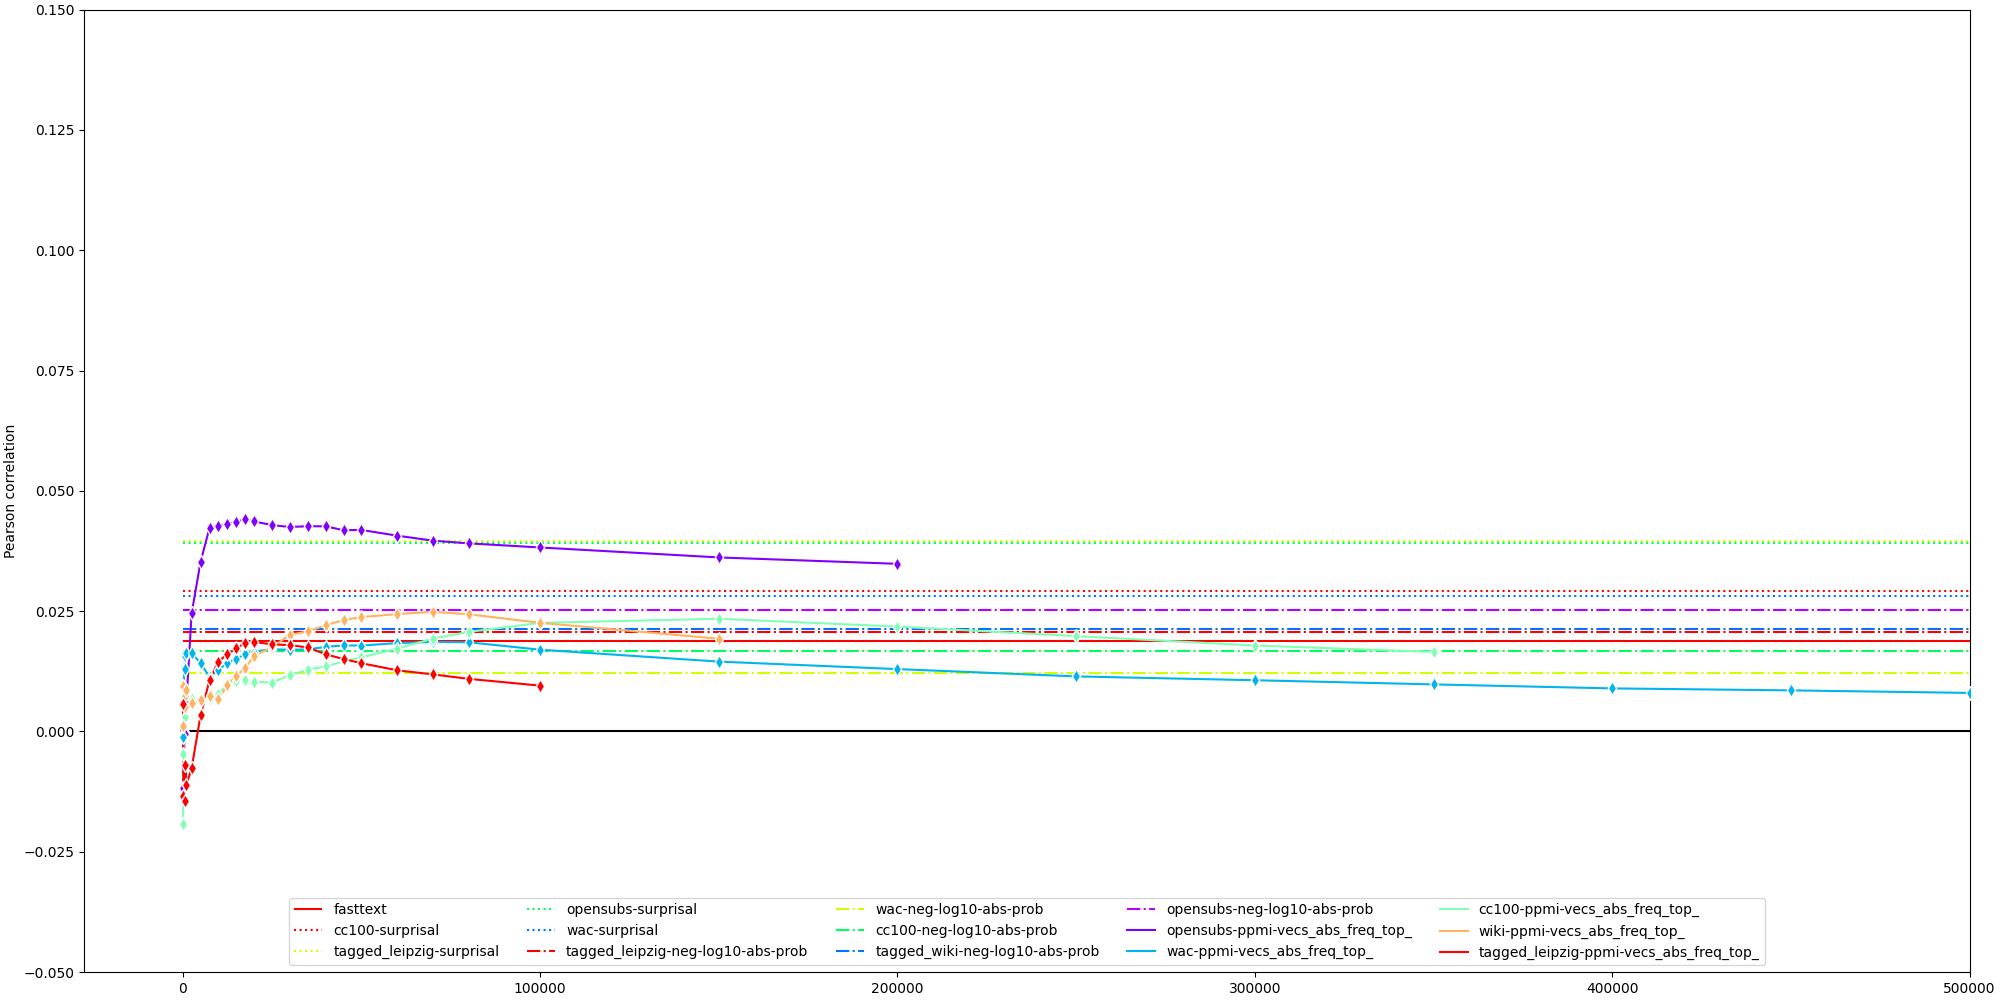 0.150
0.125
0.100
0.075
0.050
0.025
0.000
−0.025
−0.050
Pearson correlation
fasttext
cc100-surprisal
tagged_leipzig-surprisal
opensubs-surprisal
wac-surprisal
tagged_leipzig-neg-log10-abs-prob
wac-neg-log10-abs-prob
cc100-neg-log10-abs-prob
tagged_wiki-neg-log10-abs-prob
opensubs-neg-log10-abs-prob
opensubs-ppmi-vecs_abs_freq_top_
wac-ppmi-vecs_abs_freq_top_
cc100-ppmi-vecs_abs_freq_top_
wiki-ppmi-vecs_abs_freq_top_
tagged_leipzig-ppmi-vecs_abs_freq_top_
0 100000 200000 300000 400000 500000